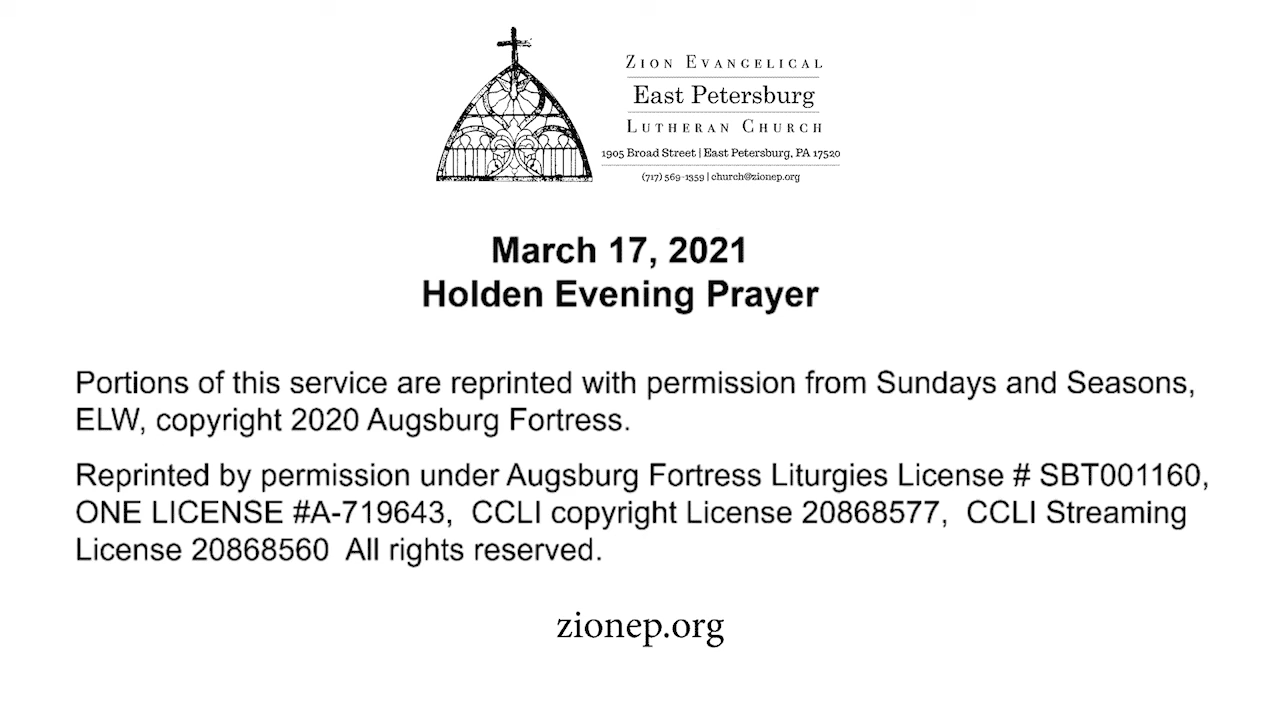 Zion Evangelical
East Petersburg
Lutheran Church
1905 Broad Street | East Petersburg, PA 17520
(717) 569-1359 | church@zionep.org
March 17, 2021
Holden Evening Prayer
Portions of this service are reprinted with permission from Sundays and Seasons,
ELW, copyright 2020 Augsburg Fortress.
Reprinted by permission under Augsburg Fortress Liturgies License # SBT001160,
ONE LICENSE #A-719643,  CCLI copyright License 20868577,  CCLI Streaming
License 20868560  All rights reserved.
zionep.org